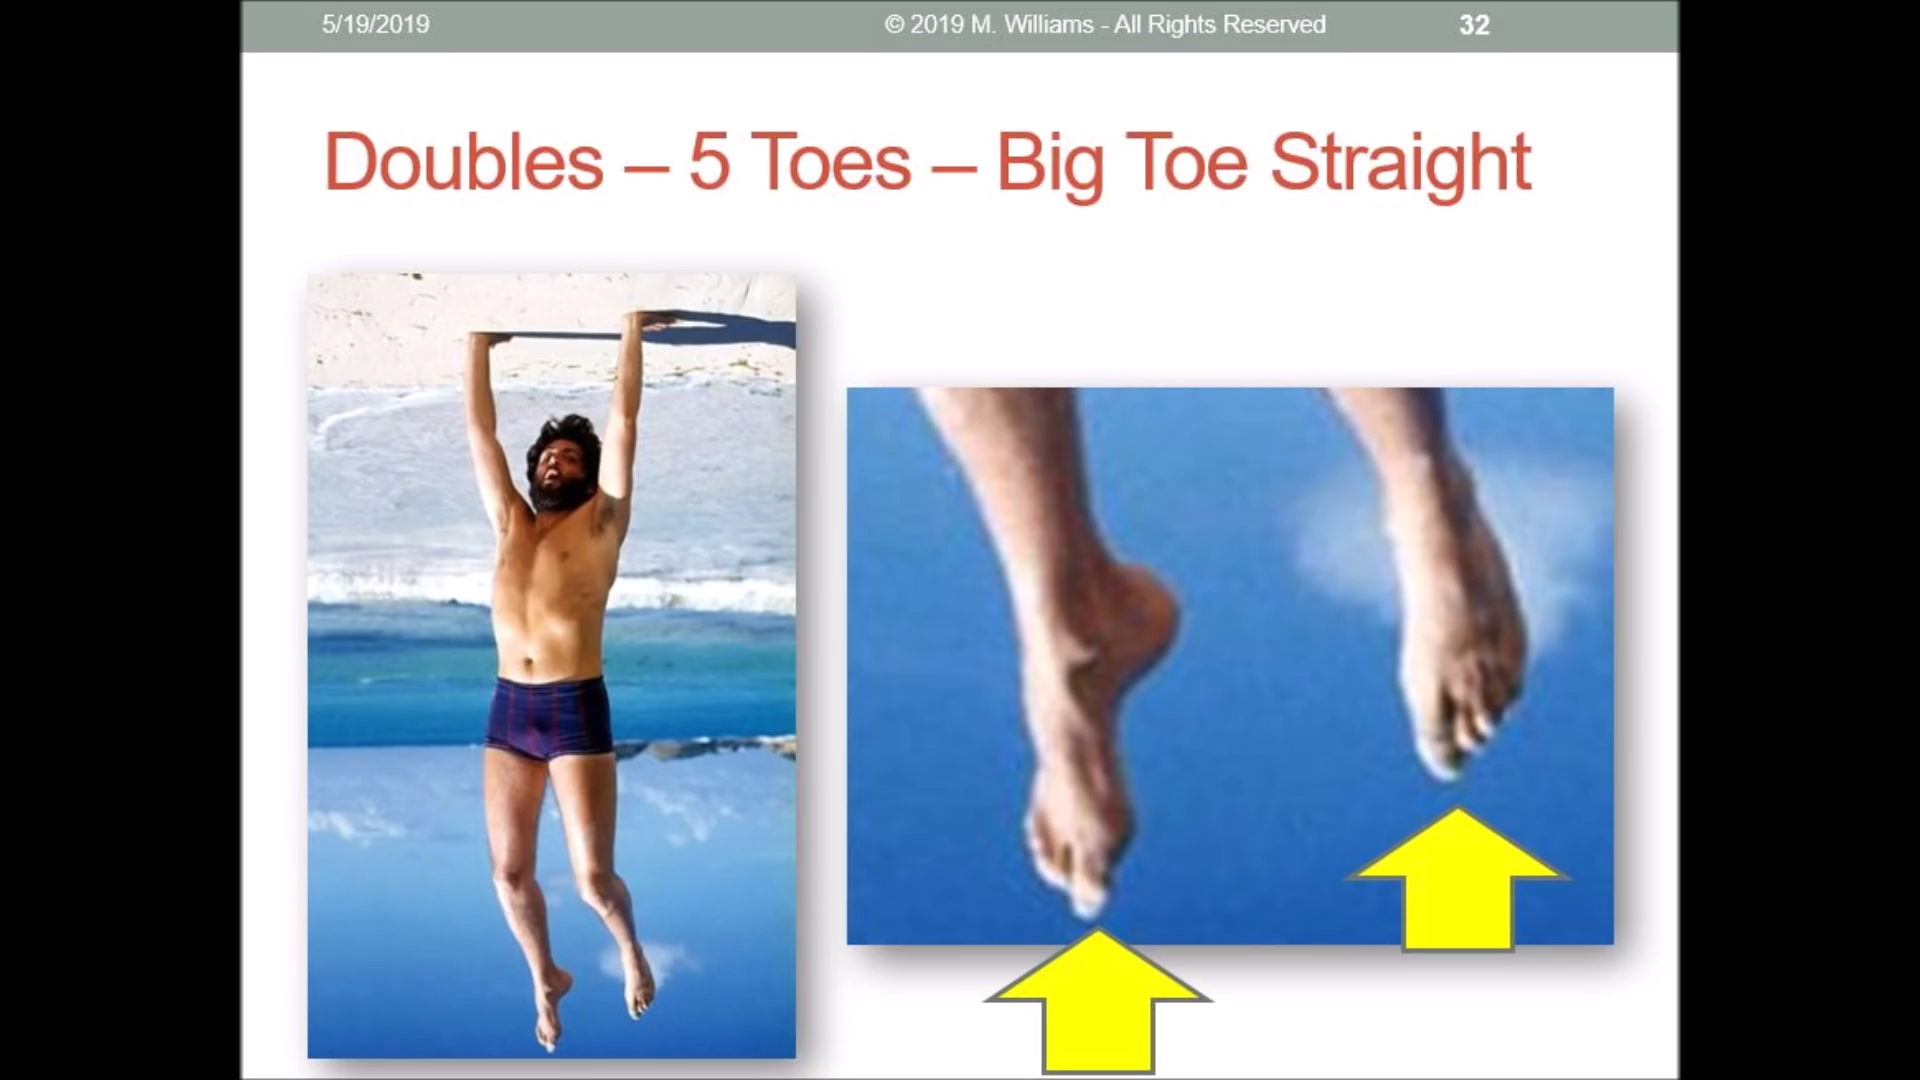 5/19/2019 © 2019 M. Williams - All Rights Reserved 32
Doubles – 5 Toes – Big Toe Straight